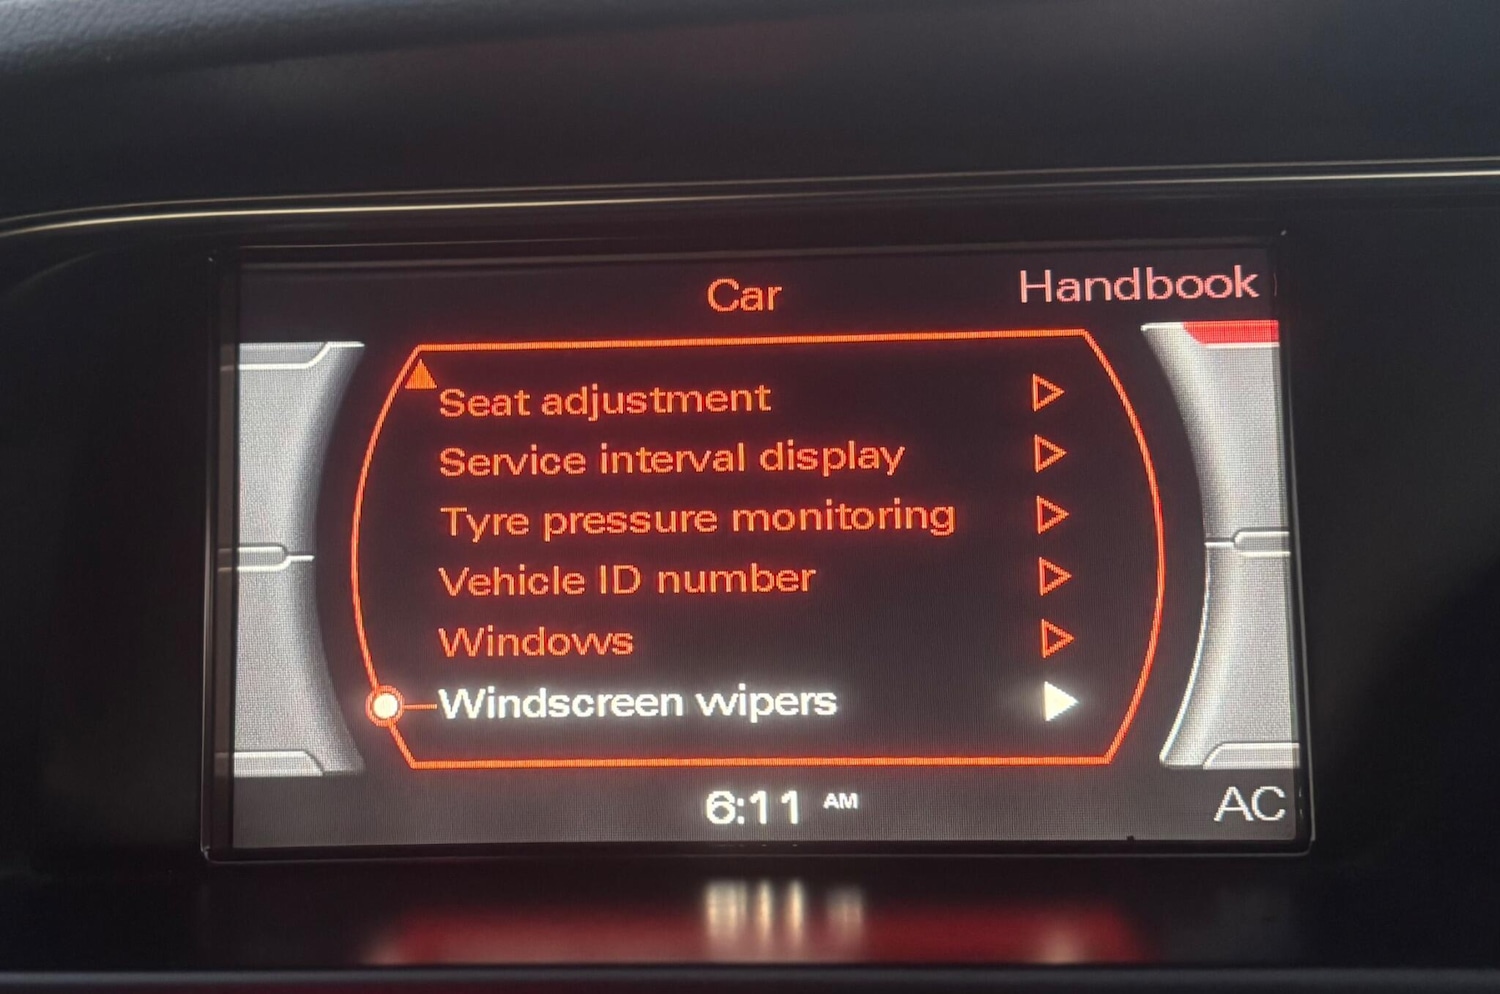 Car
Handbook
Seat adjustment
Service interval display
Tyre pressure monitoring
Vehicle ID number
Windows
Windscreen wipers
6:11 AM
AC